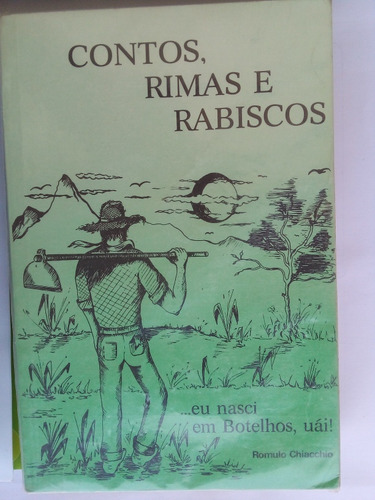 CONTOS,
RIMAS E
RABISCOS
...eu nasci
em Botelhos, uái!
Romulo Chiacchio